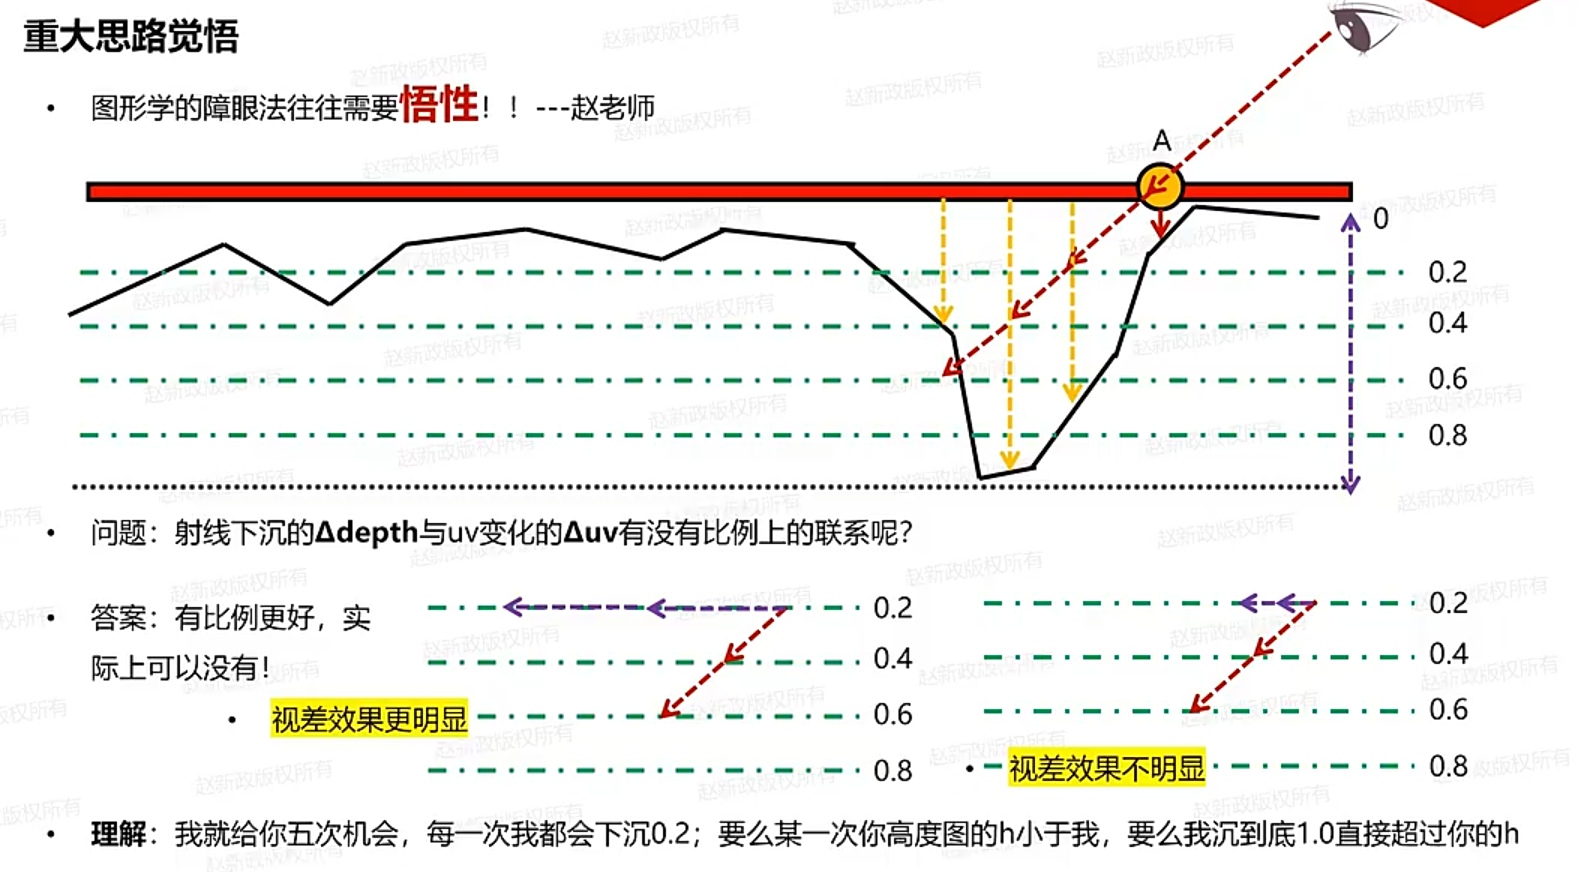 重大思路觉悟
• 图形学的障眼法往往需要悟性！！---赵老师
A
0
0.2
0.4
0.6
0.8
• 问题：射线下沉的Δdepth与uv变化的Δuv有没有比例上的联系呢？
• 答案：有比例更好，实
际上可以没有！
• 视差效果更明显
0.2
0.4
0.6
0.8
0.2
0.4
0.6
0.8
• 视差效果不明显
• 理解：我就给你五次机会，每一次我都会下沉0.2；要么某一次你高度图的h小于我，要么我沉到底1.0直接超过你的h
赵新政版权所有